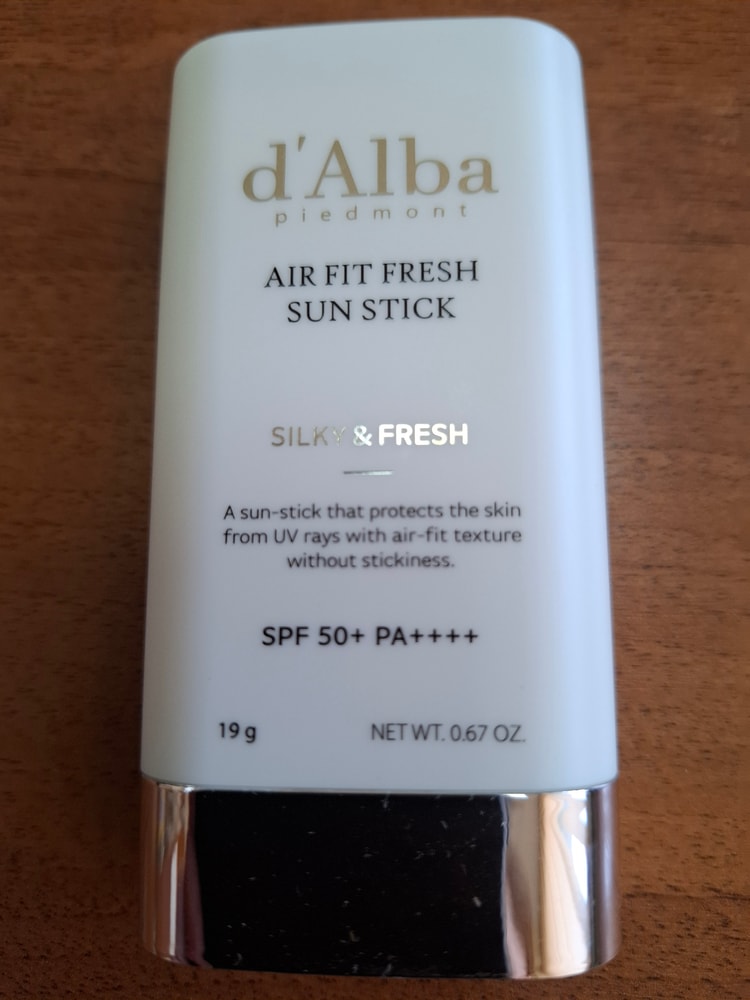 d'Alba
piedmont
AIR FIT FRESH
SUN STICK
SILKY & FRESH
A sun-stick that protects the skin
from UV rays with air-fit texture
without stickiness.
SPF 50+ PA++++
19 g NET WT. 0.67 OZ.